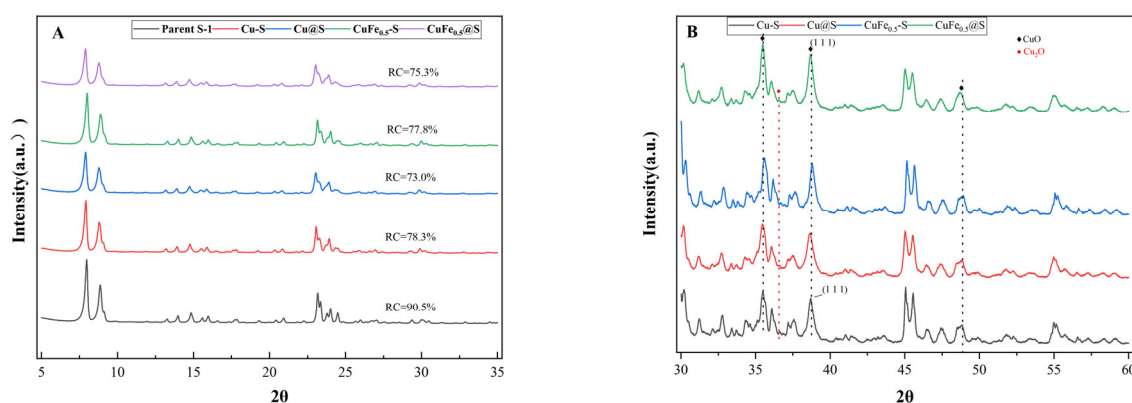 A
Parent S-1 Cu-S Cu@S CuFe0.5-S CuFe0.5@S
RC=75.3%
RC=77.8%
RC=73.0%
RC=78.3%
RC=90.5%
Intensity(a.u.)）
5 10 15 20 25 30 35
2θ
B
Cu-S Cu@S CuFe0.5-S CuFe0.5@S
CuO
Cu2O
(1 1 1)
(1 1 1)
Intensity(a.u.)
30 35 40 45 50 55 60
2θ